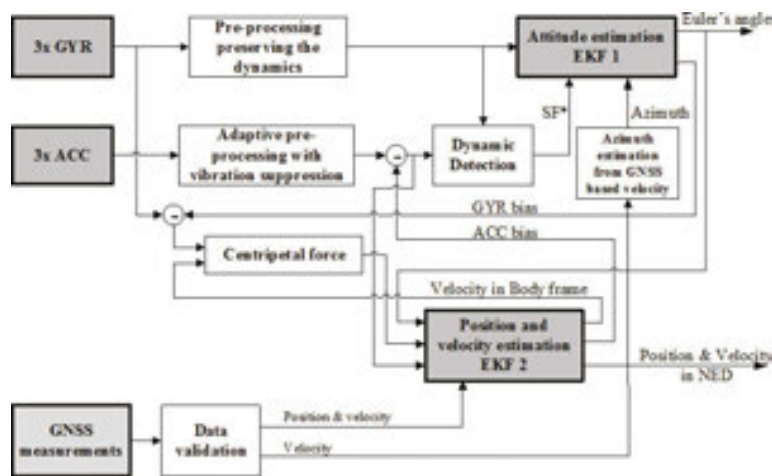 Euler's angle
3x GYR
Pre-processing
preserving the
dynamics
Attitude estimation
EKF 1
SF*
Azimuth
3x ACC
Adaptive pre-
processing with
vibration suppression
-
Dynamic
Detection
Azimuth
estimation
from GNSS
based velocity
-
GYR bias
ACC bias
Centripetal force
Velocity in Body frame
Position and
velocity estimation
EKF 2
Position & Velocity
in NED
GNSS
measurements
Data
validation
Position & velocity
Velocity